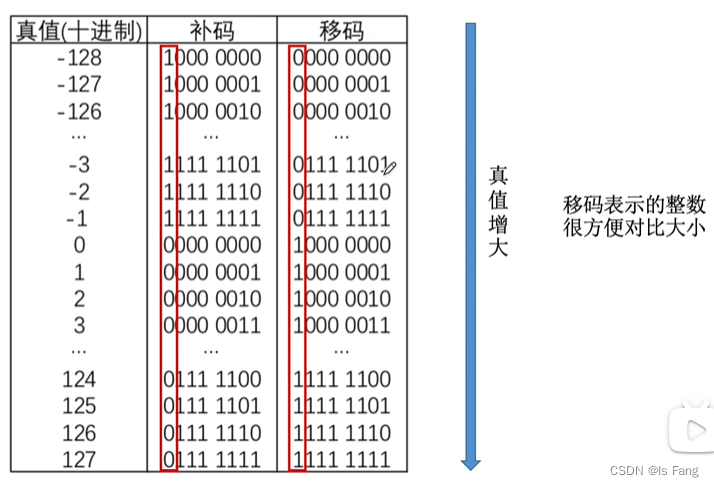 真值(十进制) 补码 移码
-128 1000 0000 0000 0000
-127 1000 0001 0000 0001
-126 1000 0010 0000 0010
... ... ...
-3 1111 1101 0111 1101
-2 1111 1110 0111 1110
-1 1111 1111 0111 1111
0 0000 0000 1000 0000
1 0000 0001 1000 0001
2 0000 0010 1000 0010
3 0000 0011 1000 0011
... ... ...
124 0111 1100 1111 1100
125 0111 1101 1111 1101
126 0111 1110 1111 1110
127 0111 1111 1111 1111
真值增大
移码表示的整数
很方便对比大小
CSDN @Is Fang